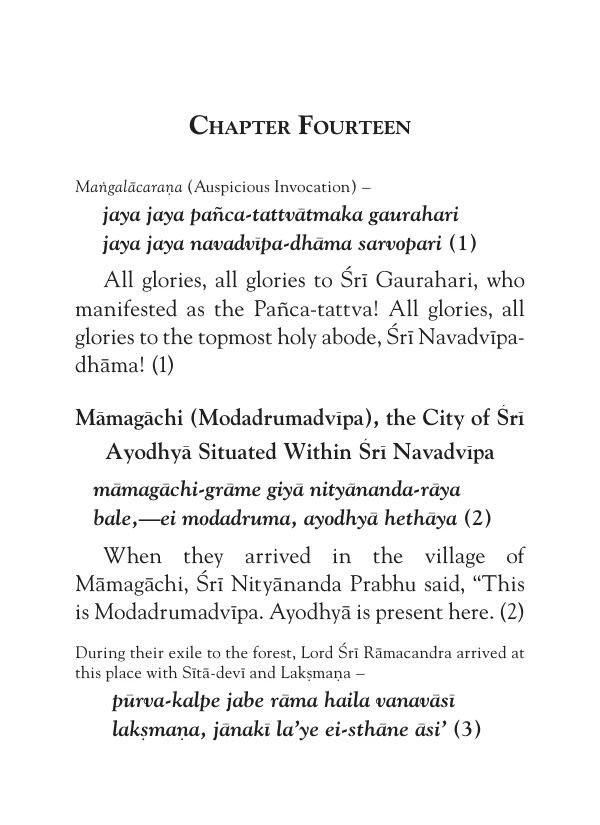 CHAPTER FOURTEEN
Maṅgalācaraṇa (Auspicious Invocation) –
jaya jaya pañca-tattvātmaka gaurahari
jaya jaya navadvīpa-dhāma sarvopari (1)
All glories, all glories to Śrī Gaurahari, who
manifested as the Pañca-tattva! All glories, all
glories to the topmost holy abode, Śrī Navadvīpa-
dhāma! (1)
Māmagāchi (Modadrumadvīpa), the City of Śrī
Ayodhyā Situated Within Śrī Navadvīpa
māmagāchi-grāme giyā nityānanda-rāya
bale,—ei modadruma, ayodhyā hethāya (2)
When they arrived in the village of
Māmagāchi, Śrī Nityānanda Prabhu said, “This
is Modadrumadvīpa. Ayodhyā is present here. (2)
During their exile to the forest, Lord Śrī Rāmacandra arrived at
this place with Sītā-devī and Lakṣmaṇa –
pūrva-kalpe jabe rāma haila vanavāsī
lakṣmaṇa, jānakī la’ye ei-sthāne āsi’ (3)